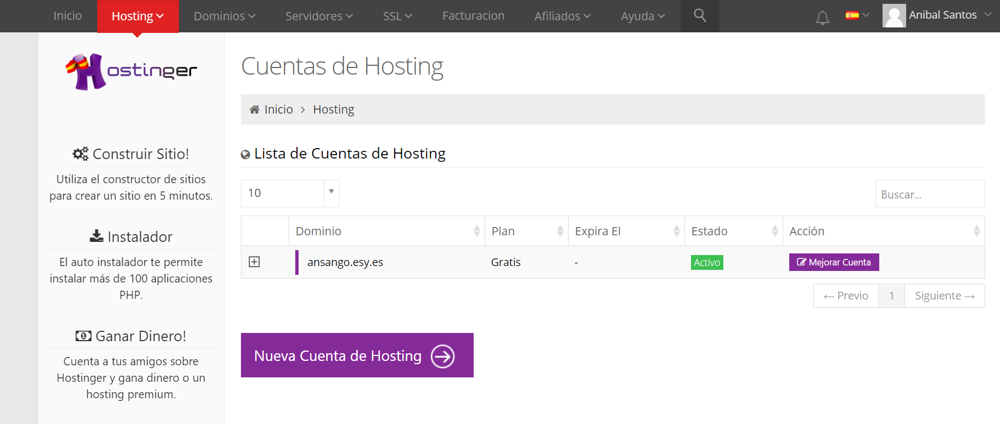 Inicio
Hosting
Dominios
Servidores
SSL
Facturacion
Afiliados
Ayuda
Anibal Santos
Hostinger
Construir Sitio!
Utiliza el constructor de sitios
para crear un sitio en 5 minutos.
Instalador
El auto instalador te permite
instalar más de 100 aplicaciones
PHP.
Ganar Dinero!
Cuenta a tus amigos sobre
Hostinger y gana dinero o un
hosting premium.
Cuentas de Hosting
Inicio > Hosting
Lista de Cuentas de Hosting
10
Buscar...
Dominio Plan Expira El Estado Acción
ansango.esy.es Gratis - Activo Mejorar Cuenta
← Previo 1 Siguiente →
Nueva Cuenta de Hosting